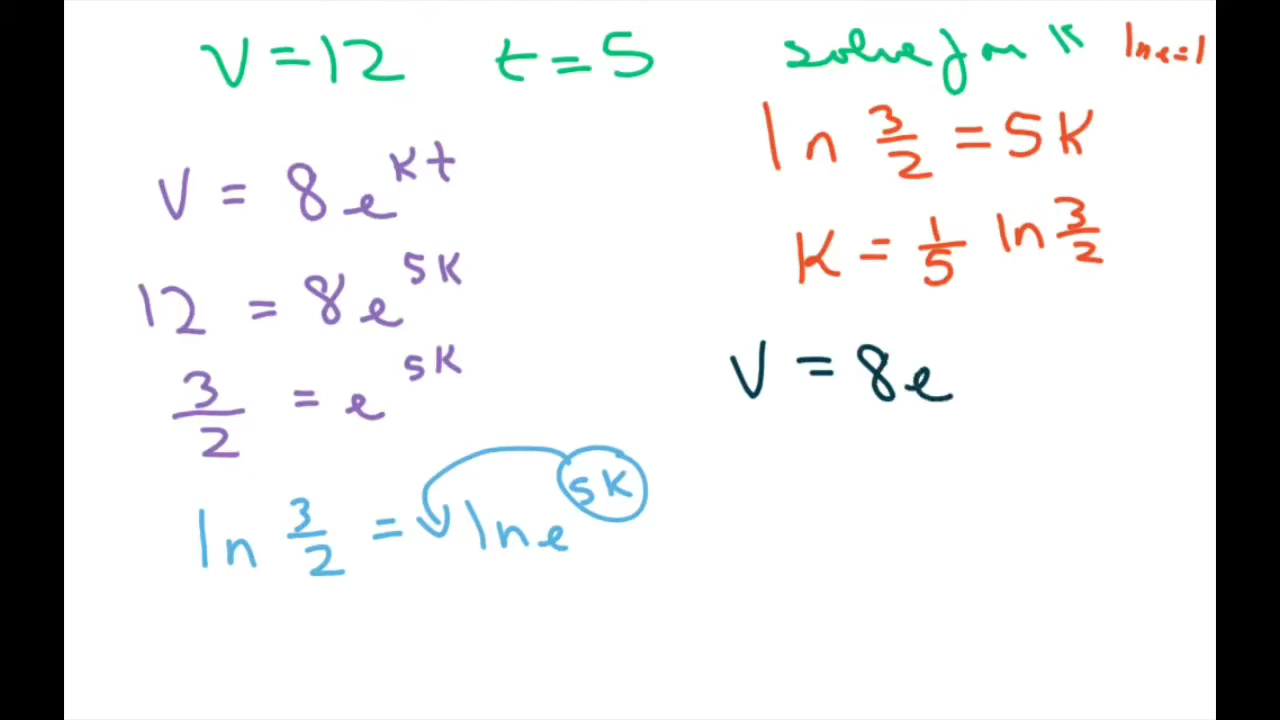 V = 12 t = 5 solve for K ln e = 1
V = 8e^{Kt}
12 = 8e^{5K}
3/2 = e^{5K}
ln 3/2 = ln e^{5K}
ln 3/2 = 5K
K = 1/5 ln 3/2
V = 8e